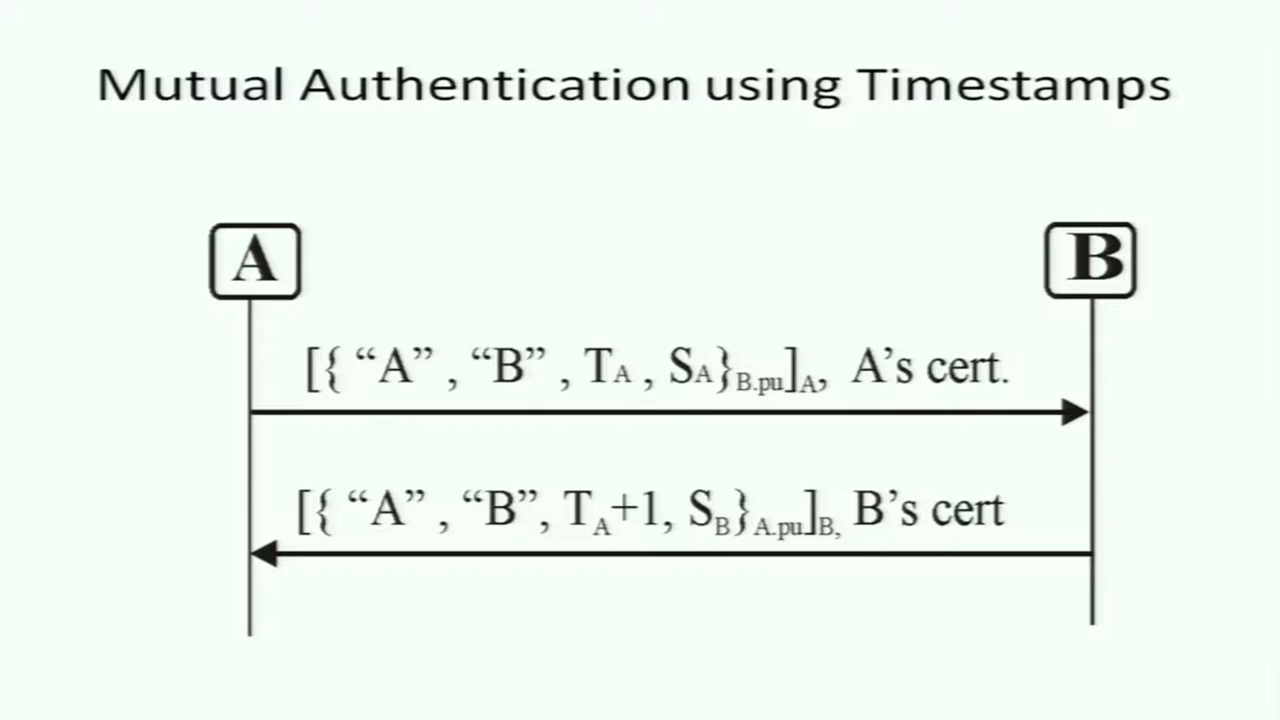 Mutual Authentication using Timestamps
A
B
[{ “A” , “B” , TA , SA}B.pu]A, A’s cert.
[{ “A” , “B”, TA+1, SB}A.pu]B, B’s cert